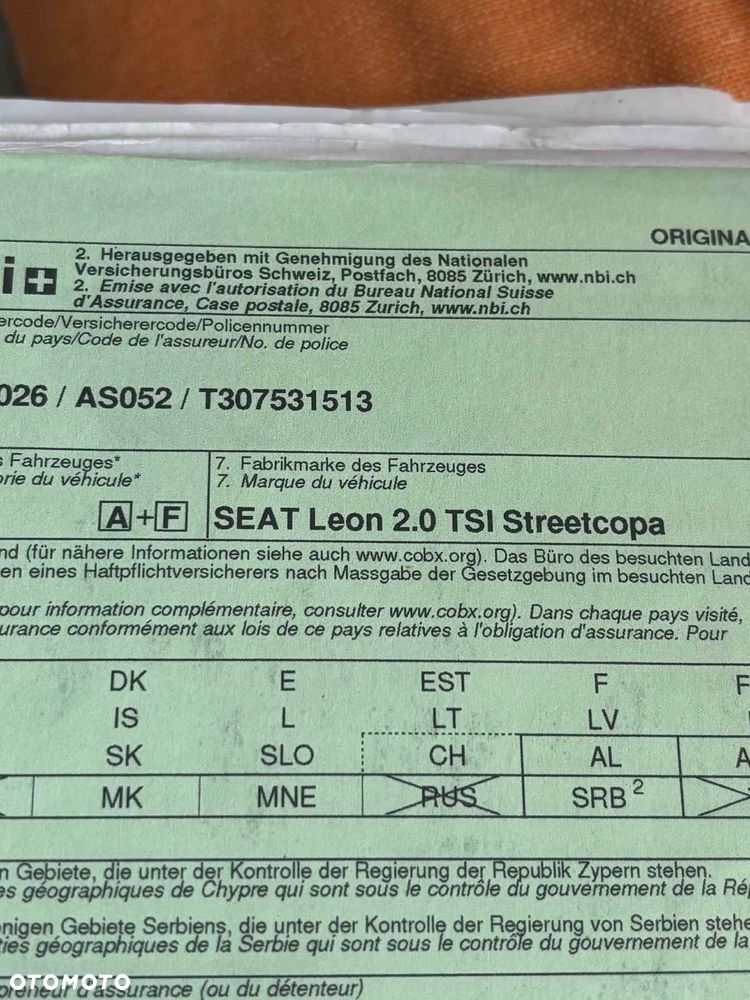 ORIGINA
2. Herausgegeben mit Genehmigung des Nationalen
Versicherungsbüros Schweiz, Postfach, 8085 Zürich, www.nbi.ch
2. Emise avec l'autorisation du Bureau National Suisse
d'Assurance, Case postale, 8085 Zurich, www.nbi.ch
ercode/Versicherercode/Policennummer
du pays/Code de l'assureur/No. de police
026 / AS052 / T307531513
s Fahrzeuges*
orie du véhicule*
A+F
7. Fabrikmarke des Fahrzeuges
7. Marque du véhicule
SEAT Leon 2.0 TSI Streetcopa
nd (für nähere Informationen siehe auch www.cobx.org). Das Büro des besuchten Land
en eines Haftpflichtversicherers nach Massgabe der Gesetzgebung im besuchten Land
pour information complémentaire, consulter www.cobx.org). Dans chaque pays visité,
urance conformément aux lois de ce pays relatives à l'obligation d'assurance. Pour
DK E EST F F
IS L LT LV
SK SLO CH AL A
MK MNE RUS SRB 2
n Gebiete, die unter der Kontrolle der Regierung der Republik Zypern stehen.
es géographiques de Chypre qui sont sous le contrôle du gouvernement de la Rép
enigen Gebiete Serbiens, die unter der Kontrolle der Regierung von Serbien stehe
ties géographiques de la Serbie qui sont sous le contrôle du gouvernement de la
preneur d'assurance (ou du détenteur)
OTOMOTO